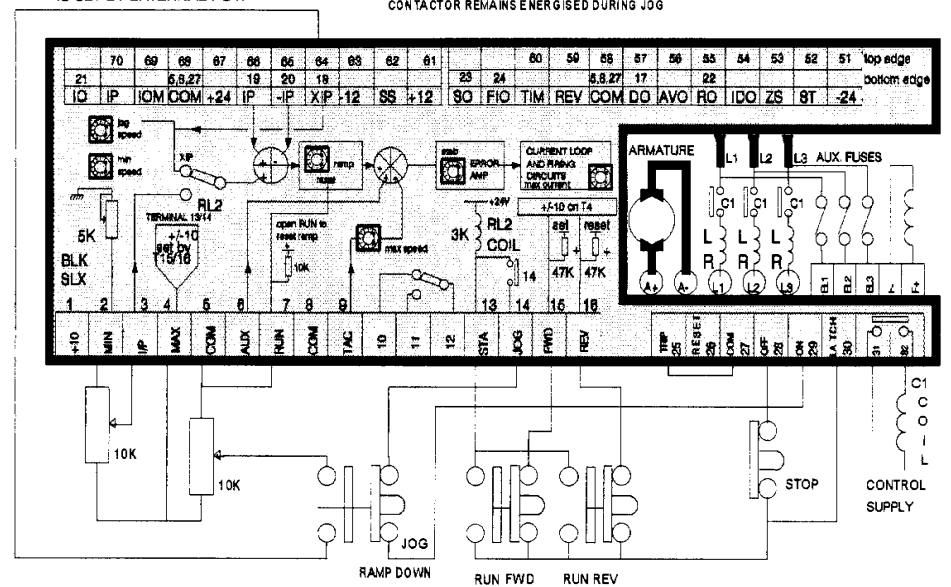 CONTACTOR REMAINS ENERGISED DURING JOG
70 69 68 67 66 65 64 63 62 61 60 59 58 57 56 55 54 53 52 51 top edge
21 5,8,27 19 20 18 23 24 5,8,27 17 22 bottom edge
IO IP IOM COM +24 IP -IP XIP -12 SS +12 SO FIO TIM REV COM DO AVO RO IDO ZS ST -24
jog speed
min speed
XIP
RL2
TERMINAL 13/14
+/-10
set by
T15/16
5K
BLK
SLX
+ -
+
ramp
reset
open RUN to
reset ramp
10K
max speed
stab
ERROR
AMP
CURRENT LOOP
AND FIRING
CIRCUITS
max current
+24V
3K
RL2
COIL
14
+/-10 on T4
set
reset
47K
47K
ARMATURE
L1 L2 L3 AUX. FUSES
C1 C1 C1
L
R
L
R
L
R
A+ A- L1 L2 L3 EL1 EL2 EL3 F- F+
1 2 3 4 5 6 7 8 9 13 14 15 16
+10 MIN I/P MAX COM AUX RUN COM TAC 10 11 12 STA JOG FWD REV
TRIP 25
RESET 26
COM 27
OFF 28
ON 29
LATCH 30
31
32
10K
10K
JOG
RAMP DOWN
RUN FWD
RUN REV
STOP
C1
C
O
I
L
CONTROL
SUPPLY